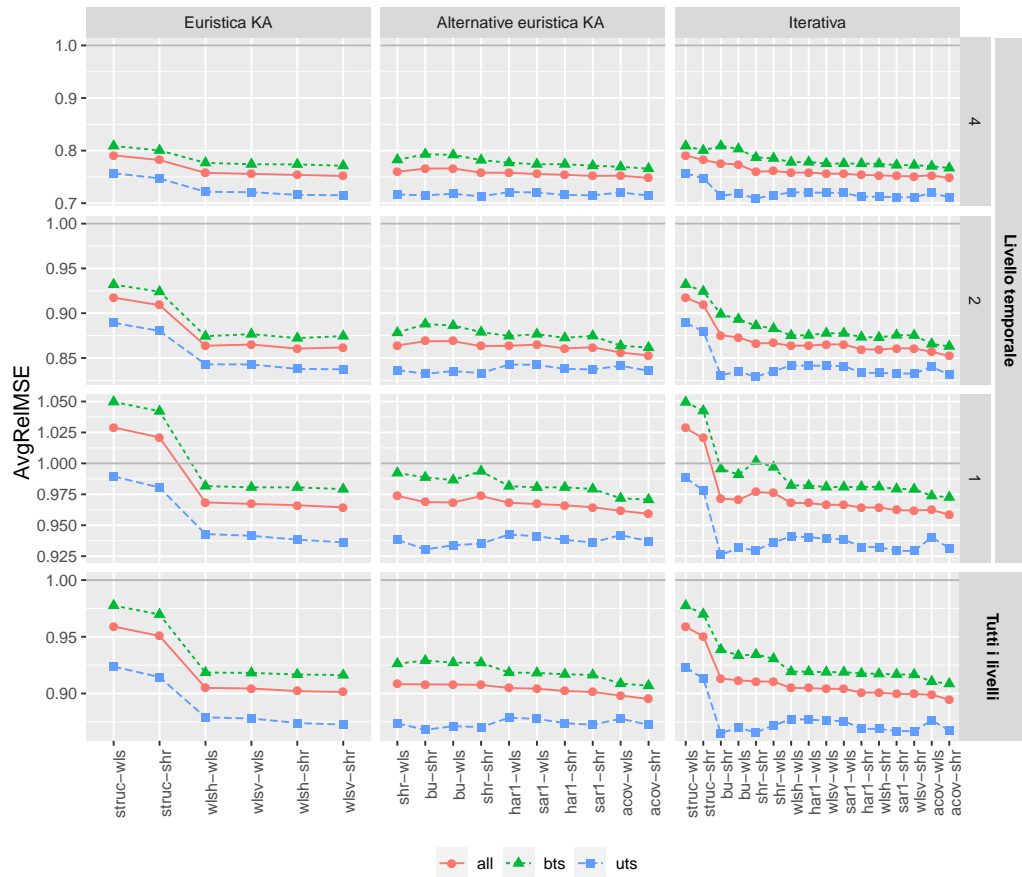 Euristica KA
Alternative euristica KA
Iterativa
AvgRelMSE
1.0
0.9
0.8
0.7
4
1.00
0.95
0.90
0.85
2
1.050
1.025
1.000
0.975
0.950
0.925
1
Livello temporale
1.00
0.95
0.90
Tutti i livelli
struc−wls
struc−shr
wlsh−wls
wlsv−wls
wlsh−shr
wlsv−shr
shr−wls
bu−shr
bu−wls
shr−shr
har1−wls
sar1−wls
har1−shr
sar1−shr
acov−wls
acov−shr
struc−wls
struc−shr
bu−shr
bu−wls
shr−shr
shr−wls
wlsh−wls
har1−wls
wlsv−wls
sar1−wls
har1−shr
wlsh−shr
sar1−shr
wlsv−shr
acov−wls
acov−shr
all
bts
uts